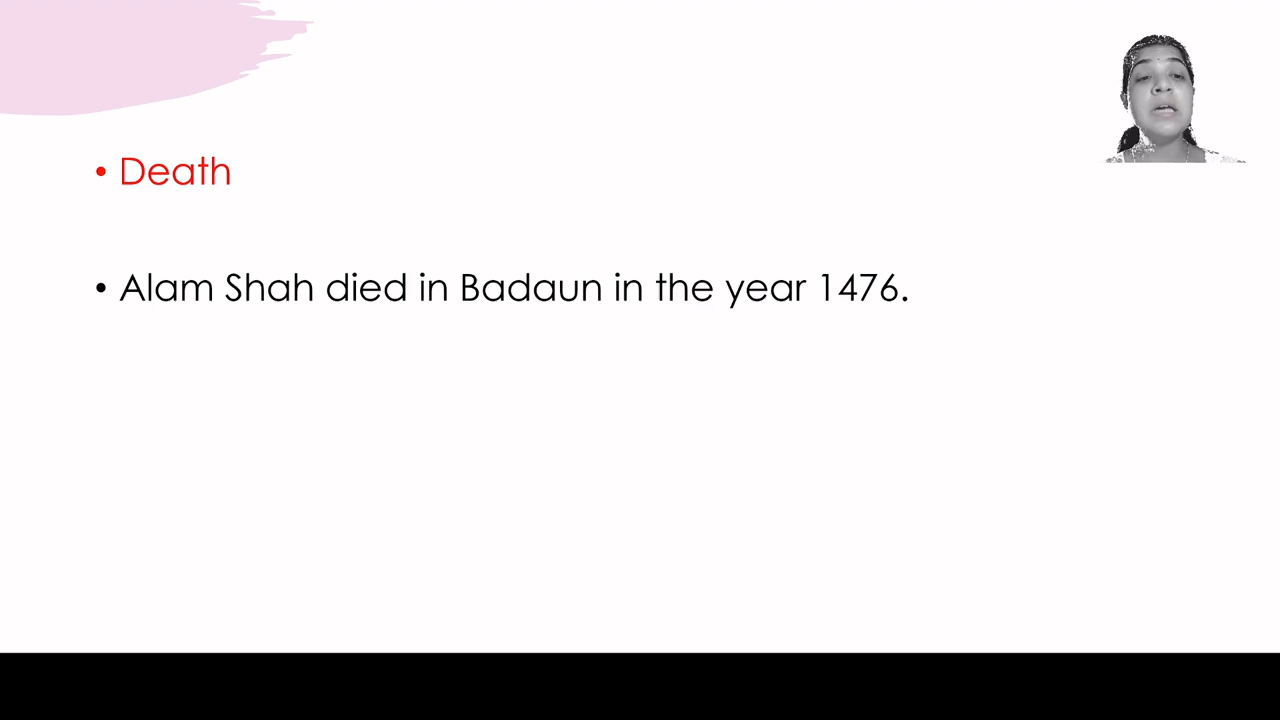 • Death
• Alam Shah died in Badaun in the year 1476.